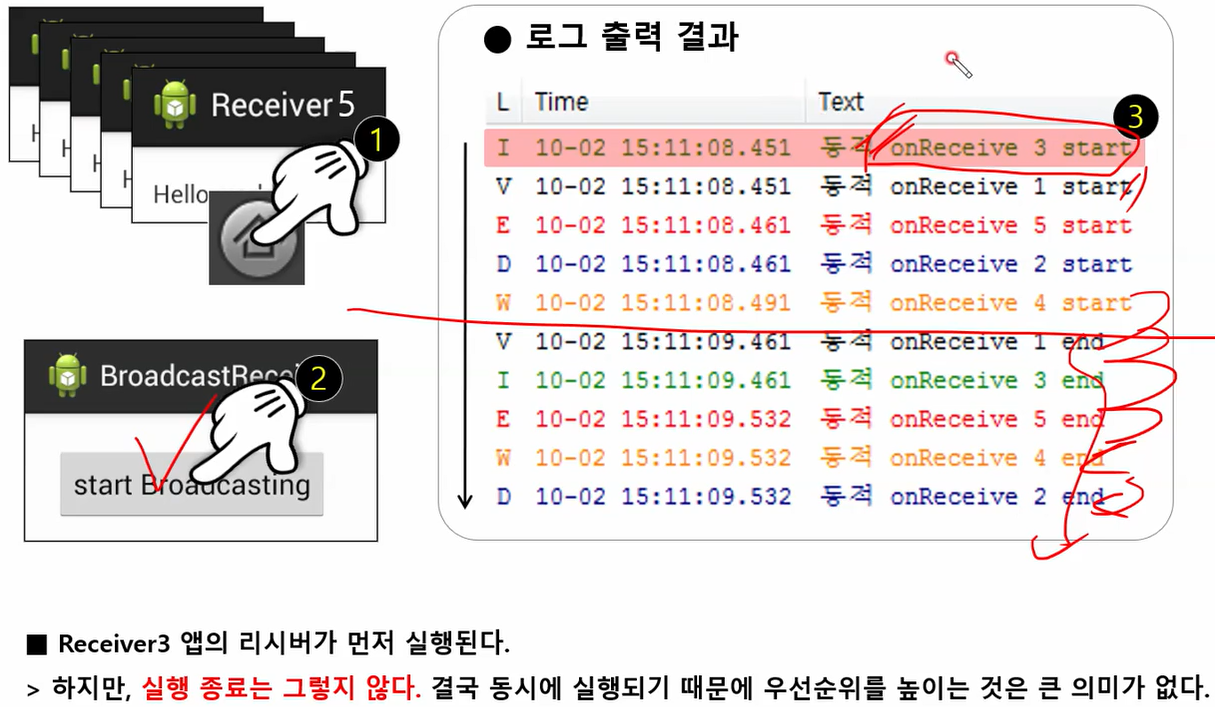 Receiver 5
1
Hello
BroadcastRecei
2
start Broadcasting
● 로그 출력 결과
L Time Text
3
I 10-02 15:11:08.451 동적 onReceive 3 start
V 10-02 15:11:08.451 동적 onReceive 1 start
E 10-02 15:11:08.461 동적 onReceive 5 start
D 10-02 15:11:08.461 동적 onReceive 2 start
W 10-02 15:11:08.491 동적 onReceive 4 start
V 10-02 15:11:09.461 동적 onReceive 1 end
I 10-02 15:11:09.461 동적 onReceive 3 end
E 10-02 15:11:09.532 동적 onReceive 5 end
W 10-02 15:11:09.532 동적 onReceive 4 end
D 10-02 15:11:09.532 동적 onReceive 2 end
■ Receiver3 앱의 리시버가 먼저 실행된다.
> 하지만, 실행 종료는 그렇지 않다. 결국 동시에 실행되기 때문에 우선순위를 높이는 것은 큰 의미가 없다.